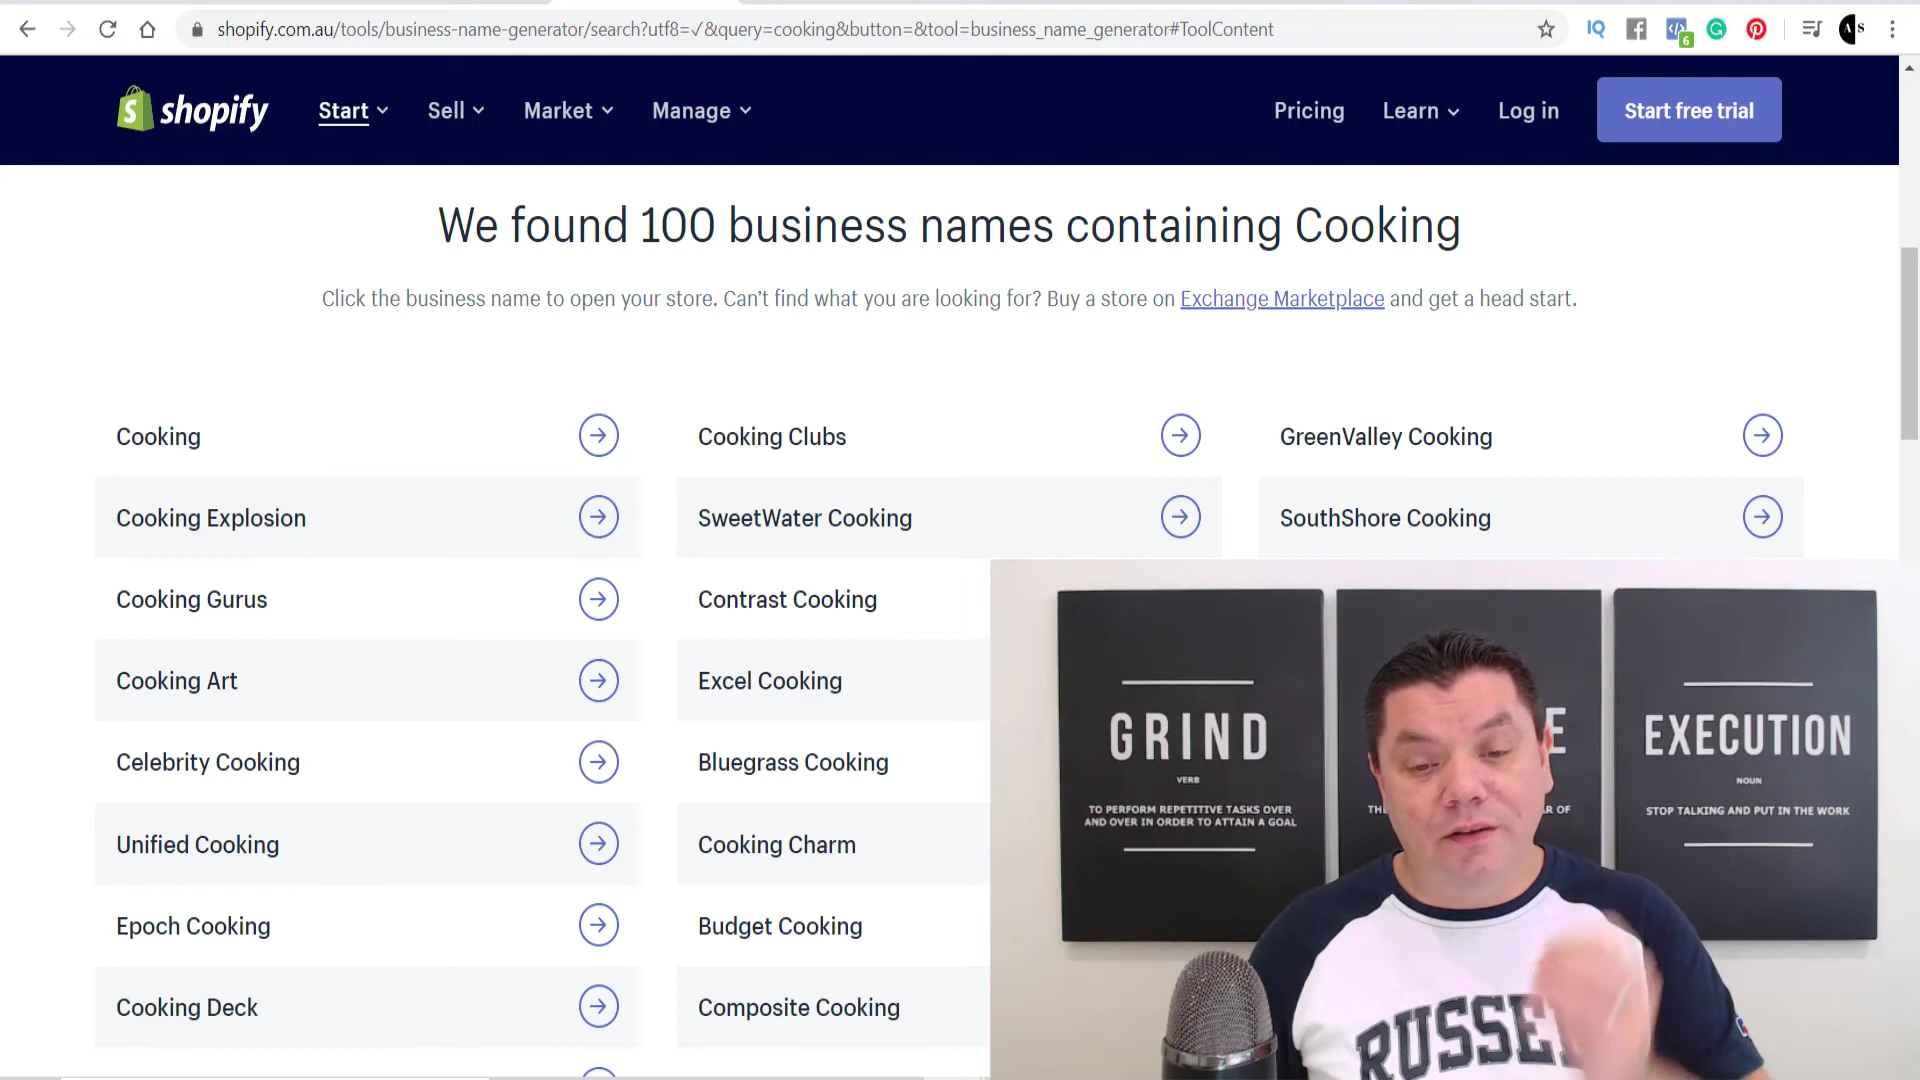 shopify.com.au/tools/business-name-generator/search?utf8=✓&query=cooking&button=&tool=business_name_generator#ToolContent
IQ
6
A S
shopify
Start
Sell
Market
Manage
Pricing
Learn
Log in
Start free trial
We found 100 business names containing Cooking
Click the business name to open your store. Can't find what you are looking for? Buy a store on Exchange Marketplace and get a head start.
Cooking
Cooking Clubs
GreenValley Cooking
Cooking Explosion
SweetWater Cooking
SouthShore Cooking
Cooking Gurus
Contrast Cooking
Cooking Art
Excel Cooking
Celebrity Cooking
Bluegrass Cooking
Unified Cooking
Cooking Charm
Epoch Cooking
Budget Cooking
Cooking Deck
Composite Cooking
GRIND
VERB
TO PERFORM REPETITIVE TASKS OVER
AND OVER IN ORDER TO ATTAIN A GOAL
E
OF
EXECUTION
NOUN
STOP TALKING AND PUT IN THE WORK
RUSSE